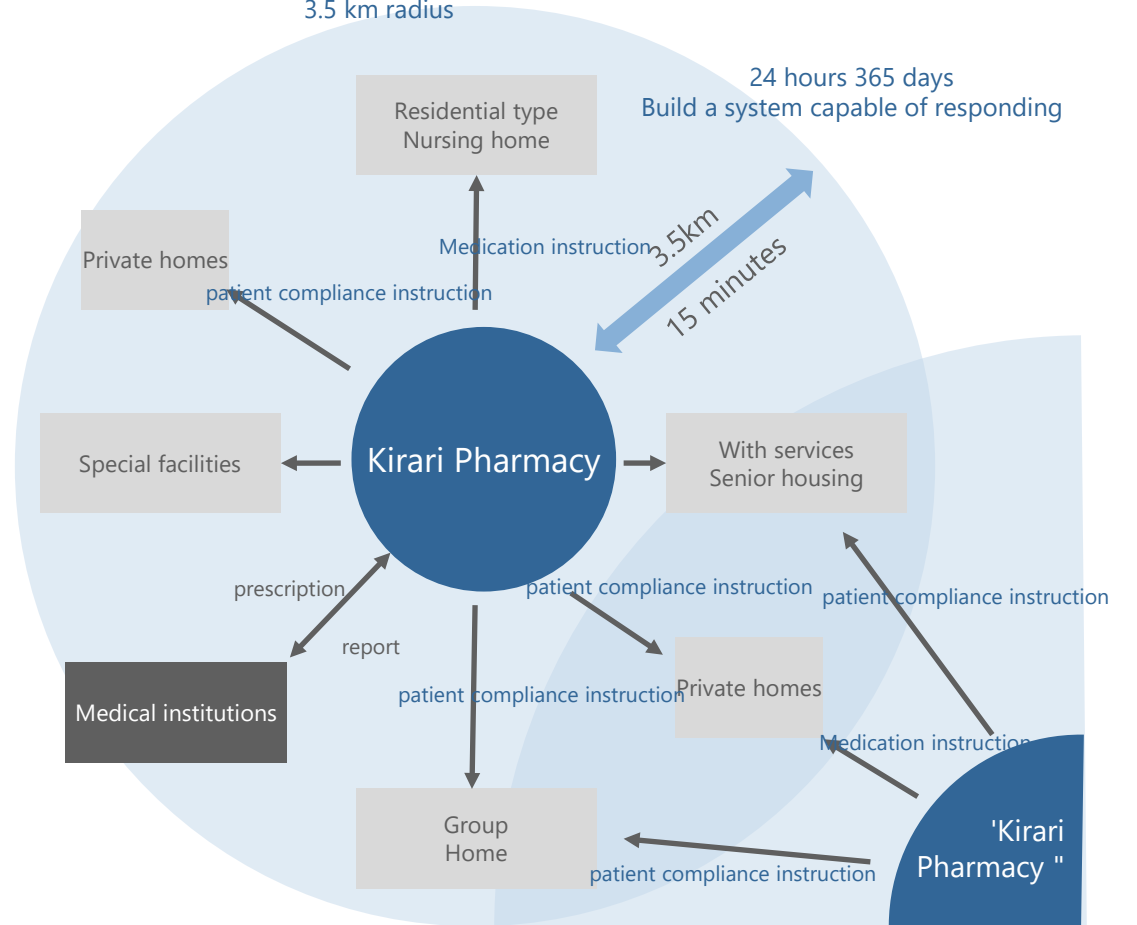 3.5 km radius
24 hours 365 days
Build a system capable of responding
Residential type
Nursing home
3.5km
15 minutes
Medication instruction
Private homes
patient compliance instruction
Kirari Pharmacy
Special facilities
With services
Senior housing
prescription
report
patient compliance instruction
patient compliance instruction
Medical institutions
patient compliance instruction
Private homes
Medication instruction
Group
Home
patient compliance instruction
'Kirari
Pharmacy "